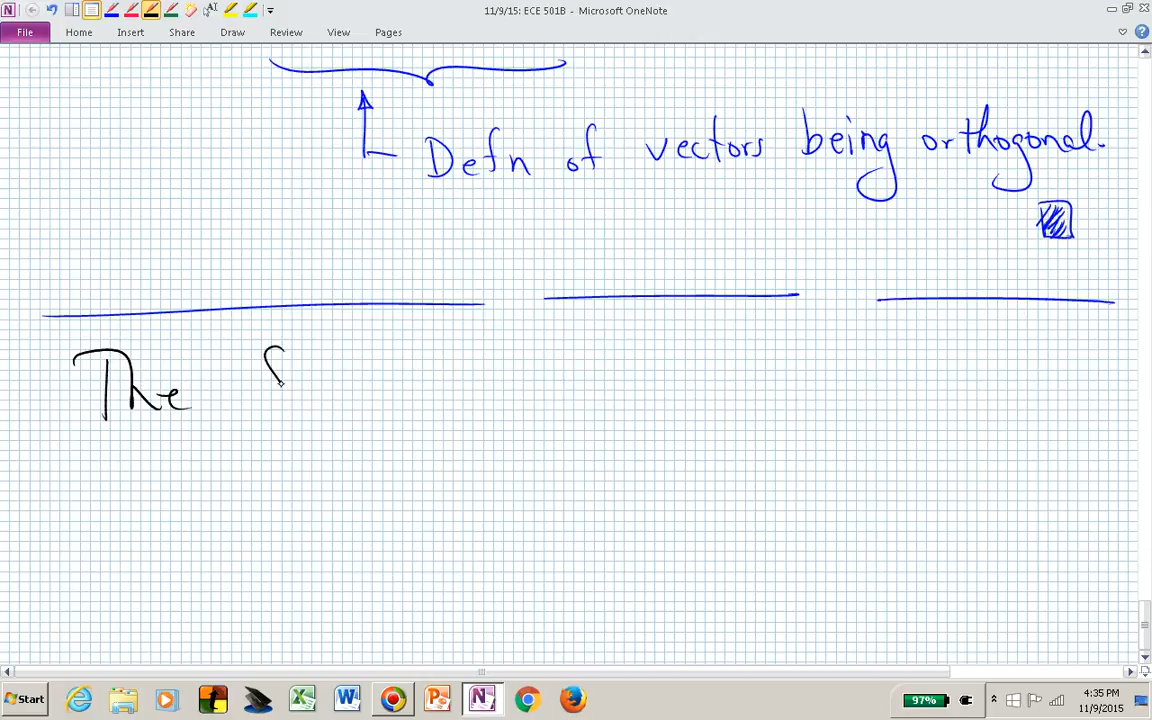 11/9/15: ECE 501B - Microsoft OneNote
File Home Insert Share Draw Review View Pages
Defn of vectors being orthogonal.
The
Start
97%
4:35 PM
11/9/2015